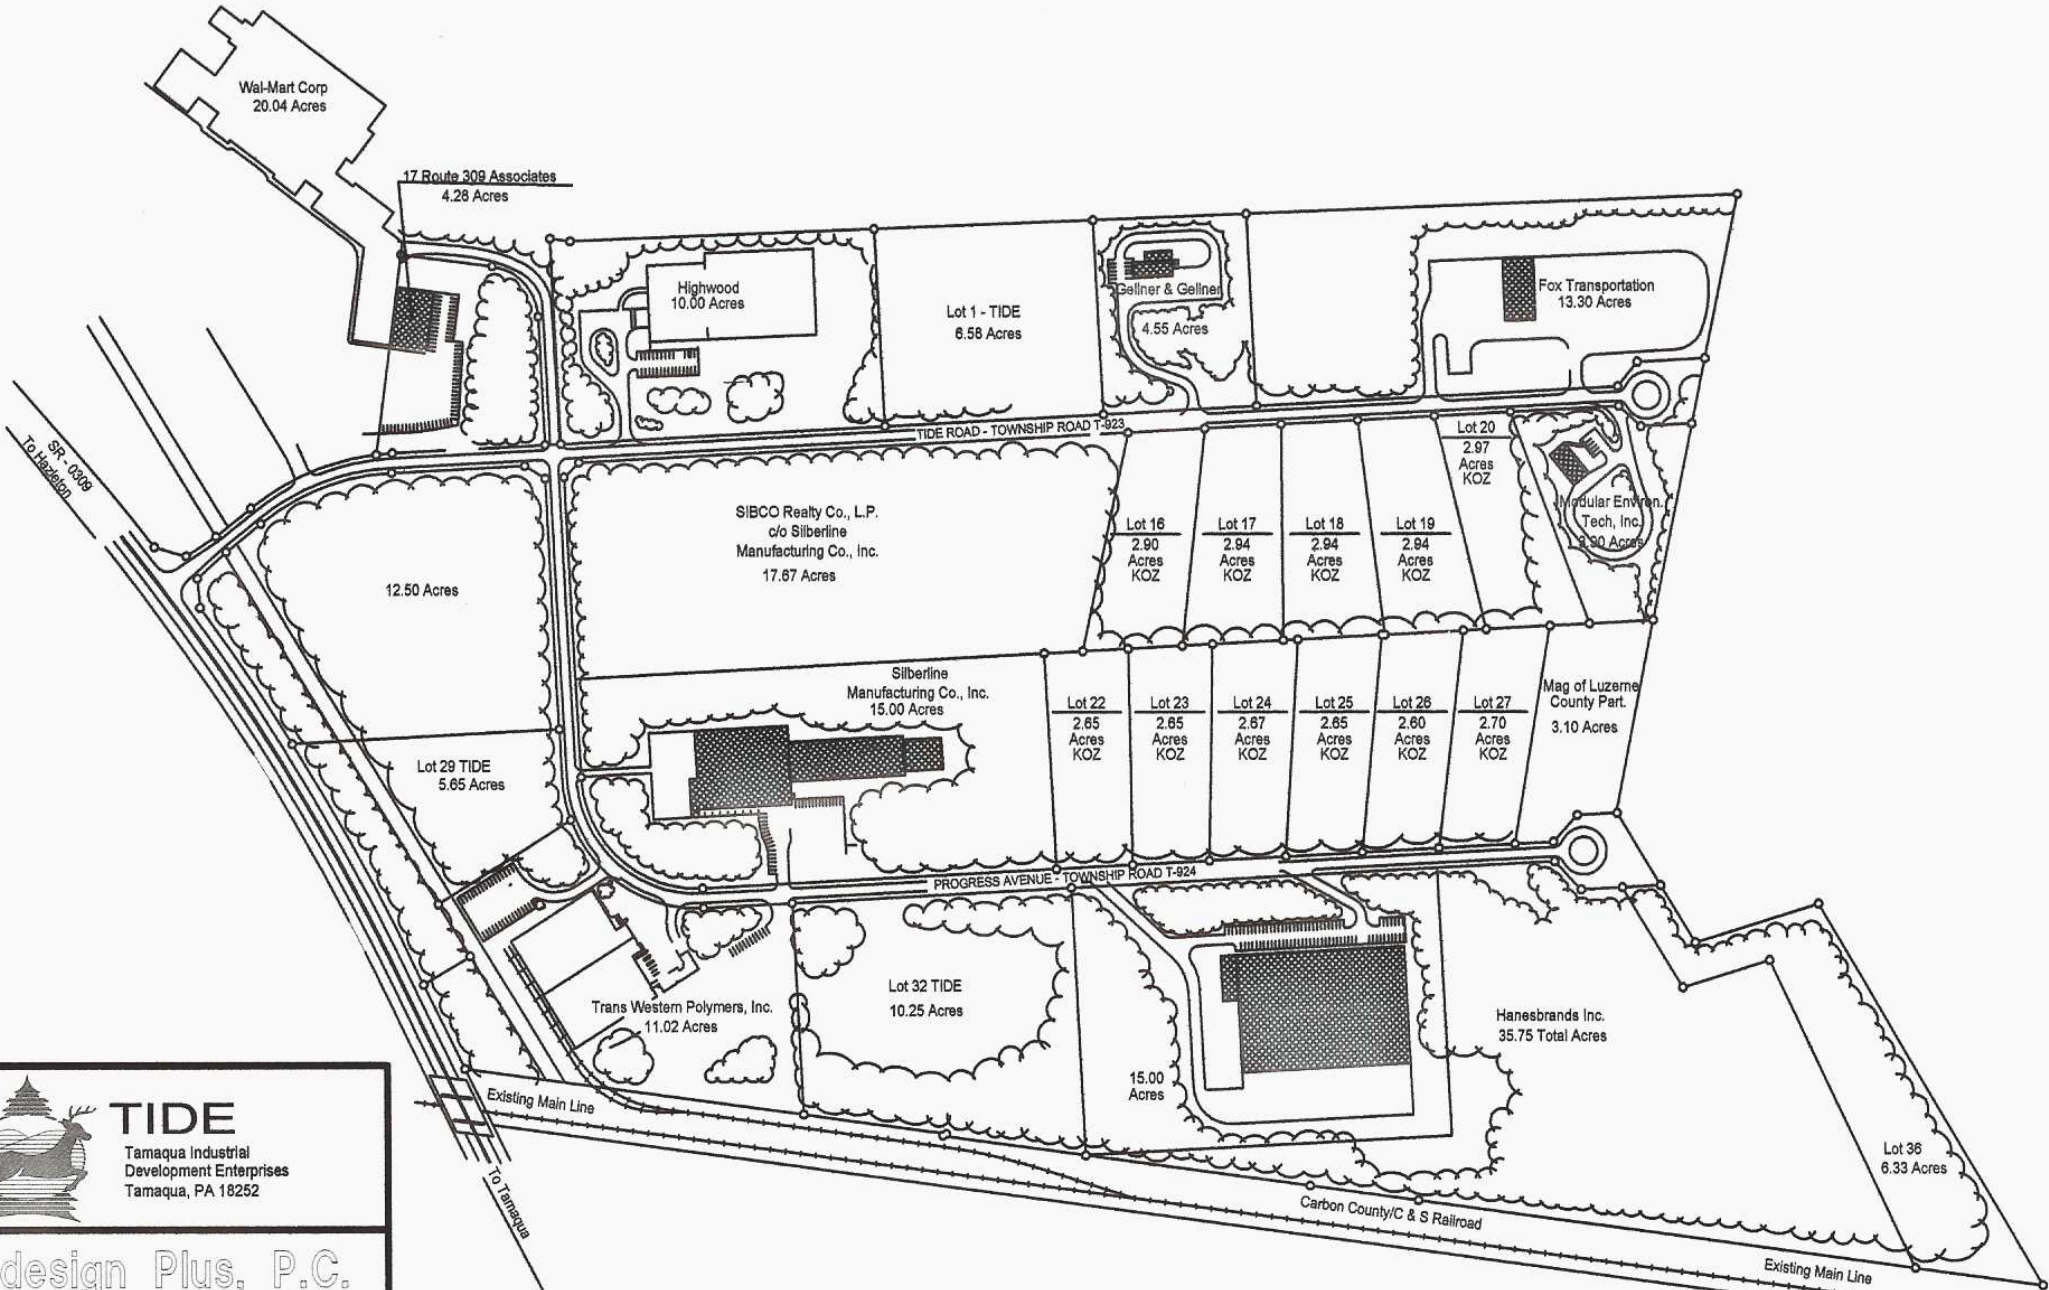 Wal-Mart Corp
20.04 Acres
17 Route 309 Associates
4.28 Acres
Highwood
10.00 Acres
Lot 1 - TIDE
6.58 Acres
Gellner & Gellner
4.55 Acres
Fox Transportation
13.30 Acres
SR - 0309
To Hazleton
TIDE ROAD - TOWNSHIP ROAD T-923
Lot 20
2.97
Acres
KOZ
Modular Environ.
Tech, Inc.
Acres
SIBCO Realty Co., L.P.
c/o Silberline
Manufacturing Co., Inc.
17.67 Acres
Lot 16
2.90
Acres
KOZ
Lot 17
2.94
Acres
KOZ
Lot 18
2.94
Acres
KOZ
Lot 19
2.94
Acres
KOZ
12.50 Acres
Silberline
Manufacturing Co., Inc.
15.00 Acres
Lot 22
2.65
Acres
KOZ
Lot 23
2.65
Acres
KOZ
Lot 24
2.67
Acres
KOZ
Lot 25
2.65
Acres
KOZ
Lot 26
2.60
Acres
KOZ
Lot 27
2.70
Acres
KOZ
Mag of Luzerne
County Part.
3.10 Acres
Lot 29 TIDE
5.65 Acres
PROGRESS AVENUE - TOWNSHIP ROAD T-924
Trans Western Polymers, Inc.
11.02 Acres
Lot 32 TIDE
10.25 Acres
15.00
Acres
Hanesbrands Inc.
35.75 Total Acres
Lot 36
6.33 Acres
Existing Main Line
To Tamaqua
Carbon County/C & S Railroad
Existing Main Line
TIDE
Tamaqua Industrial
Development Enterprises
Tamaqua, PA 18252
design Plus, P.C.